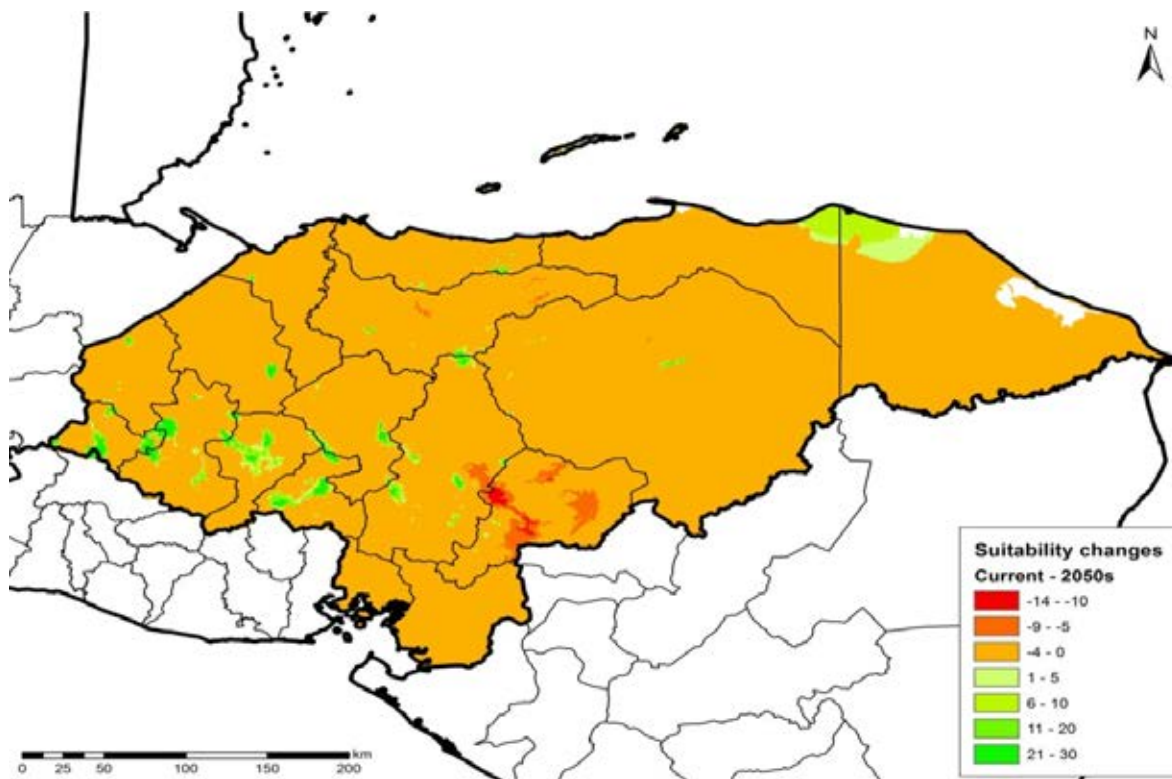 N
Suitability changes
Current - 2050s
-14 - -10
-9 - -5
-4 - 0
1 - 5
6 - 10
11 - 20
21 - 30
km
0 25 50 100 150 200